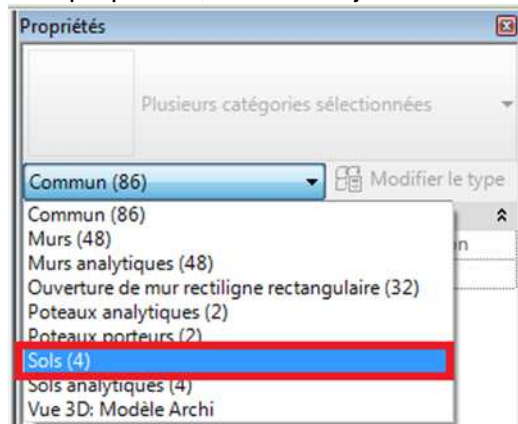 Propriétés
Plusieurs catégories sélectionnées
Commun (86)
Modifier le type
Commun (86)
Murs (48)
Murs analytiques (48)
Ouverture de mur rectiligne rectangulaire (32)
Poteaux analytiques (2)
Poteaux porteurs (2)
Sols (4)
Sols analytiques (4)
Vue 3D: Modèle Archi